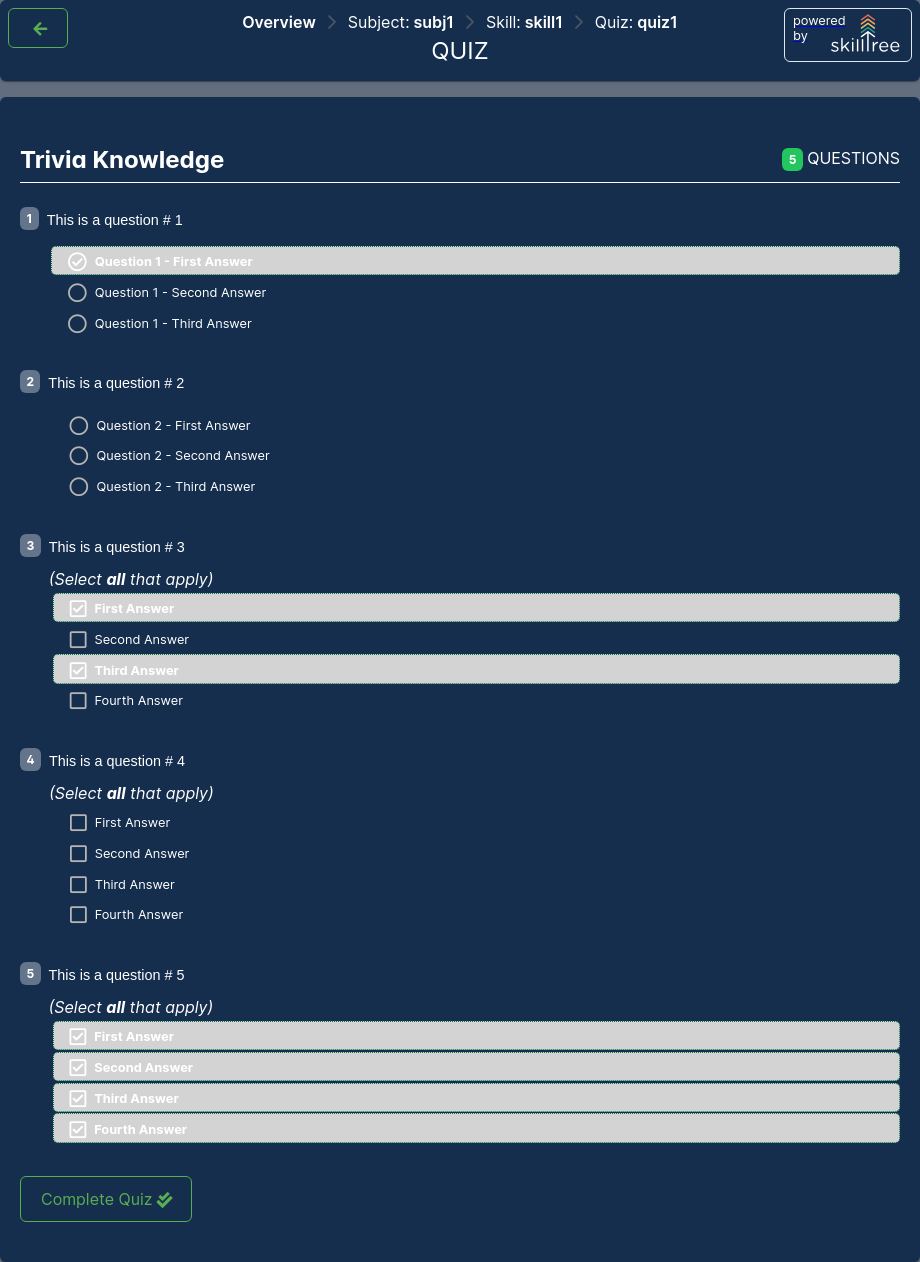 Overview Subject: subj1 Skill: skill1 Quiz: quiz1
QUIZ
powered
by
skilltree
Trivia Knowledge
5 QUESTIONS
1 This is a question # 1
Question 1 - First Answer
Question 1 - Second Answer
Question 1 - Third Answer
2 This is a question # 2
Question 2 - First Answer
Question 2 - Second Answer
Question 2 - Third Answer
3 This is a question # 3
(Select all that apply)
First Answer
Second Answer
Third Answer
Fourth Answer
4 This is a question # 4
(Select all that apply)
First Answer
Second Answer
Third Answer
Fourth Answer
5 This is a question # 5
(Select all that apply)
First Answer
Second Answer
Third Answer
Fourth Answer
Complete Quiz